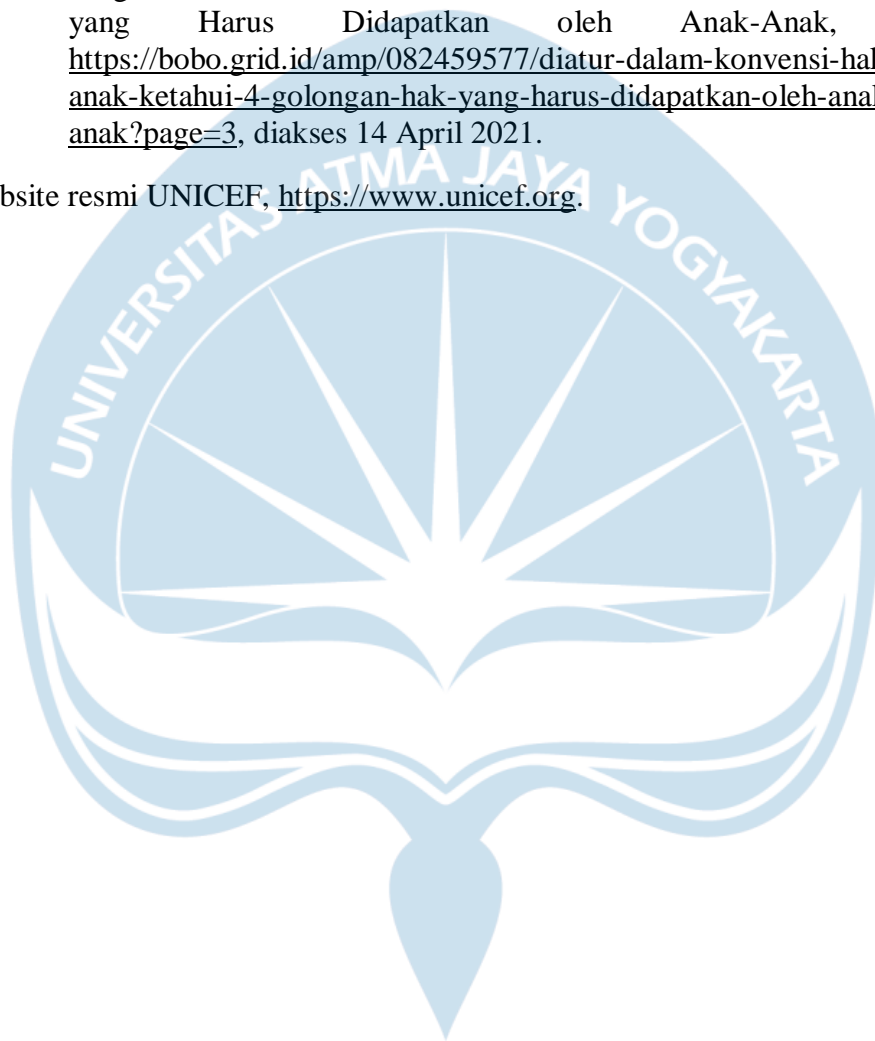 yang Harus Didapatkan oleh Anak-Anak,
https://bobo.grid.id/amp/082459577/diatur-dalam-konvensi-hak
anak-ketahui-4-golongan-hak-yang-harus-didapatkan-oleh-anak
anak?page=3, diakses 14 April 2021.
bsite resmi UNICEF, https://www.unicef.org.
UNIVERSITAS ATMA JAYA YOGYAKARTA